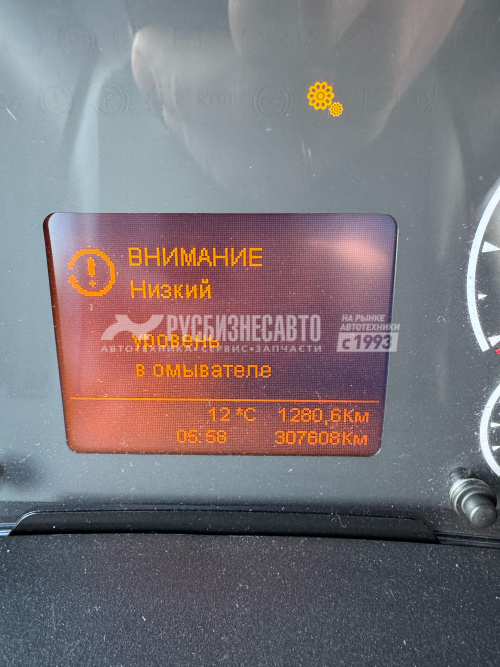 ВНИМАНИЕ
Низкий
РУСБИЗНЕСАВТО
АВТОТЕХНИКА•СЕРВИС•ЗАПЧАСТИ
НА РЫНКЕ
АВТОТЕХНИКИ
с 1993
уровень
в омывателе
12 °C 1280,6Км
05:58 307608Км